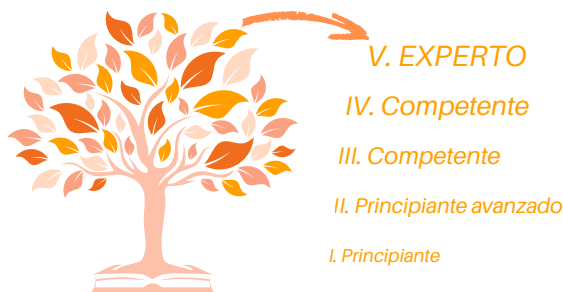 V. EXPERTO
IV. Competente
III. Competente
II. Principiante avanzado
I. Principiante